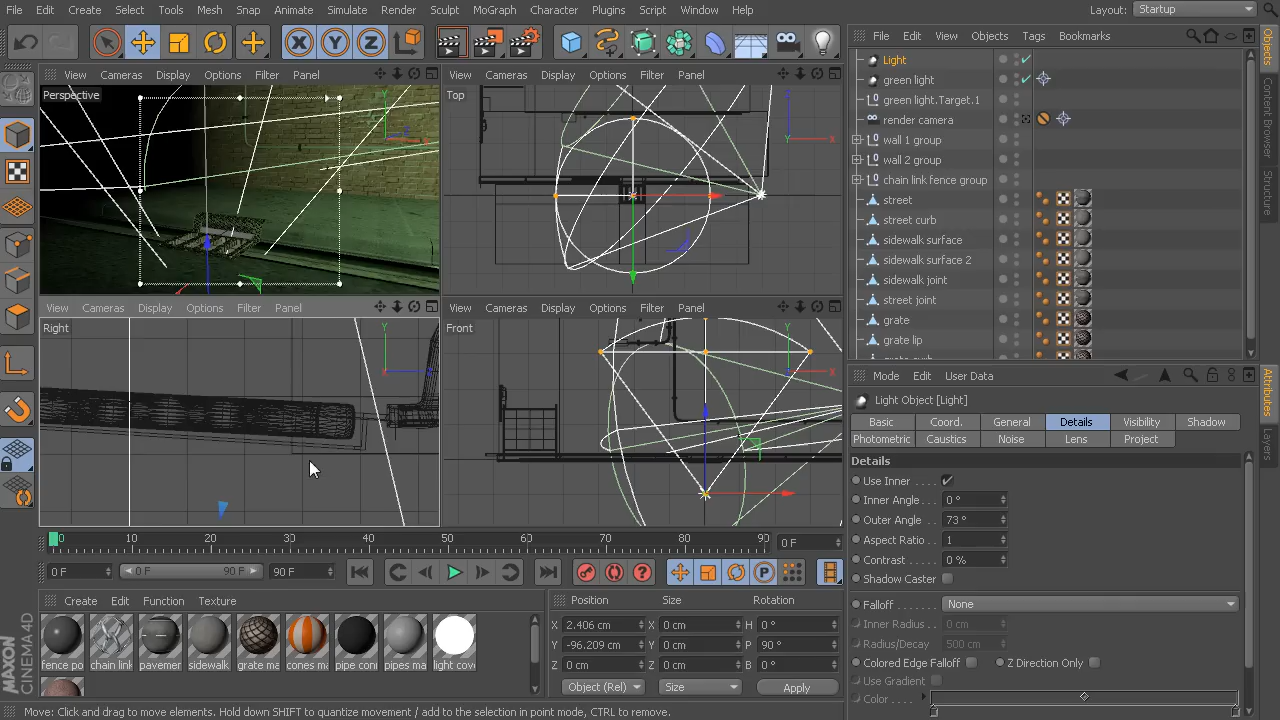 File Edit Create Select Tools Mesh Snap Animate Simulate Render Sculpt MoGraph Character Plugins Script Window Help Layout: Startup
File Edit View Objects Tags Bookmarks
View Cameras Display Options Filter Panel
View Cameras Display Options Filter Panel
Perspective
Top
Light
green light
green light.Target.1
render camera
wall 1 group
wall 2 group
chain link fence group
street
street curb
sidewalk surface
sidewalk surface 2
sidewalk joint
street joint
grate
grate lip
Objects
Content Browser
Structure
View Cameras Display Options Filter Panel
View Cameras Display Options Filter Panel
Right
Front
Mode Edit User Data
Light Object [Light]
Basic Coord. General Details Visibility Shadow
Photometric Caustics Noise Lens Project
Details
Use Inner
Inner Angle 0 °
Outer Angle 73 °
Aspect Ratio 1
Contrast 0 %
Shadow Caster
Falloff None
Inner Radius 0 cm
Radius/Decay 500 cm
Colored Edge Falloff Z Direction Only
Use Gradient
Color
Attributes
Layers
0 10 20 30 40 50 60 70 80 90 0 F
0 F 0 F 90 F 90 F
Create Edit Function Texture
fence po chain link pavemer sidewalk grate ma cones ma pipe conr pipes ma light cove
Position Size Rotation
X 2.406 cm X 0 cm H 0 °
Y -96.209 cm Y 0 cm P 90 °
Z 0 cm Z 0 cm B 0 °
Object (Rel) Size Apply
MAXON
CINEMA 4D
Move: Click and drag to move elements. Hold down SHIFT to quantize movement / add to the selection in point mode, CTRL to remove.